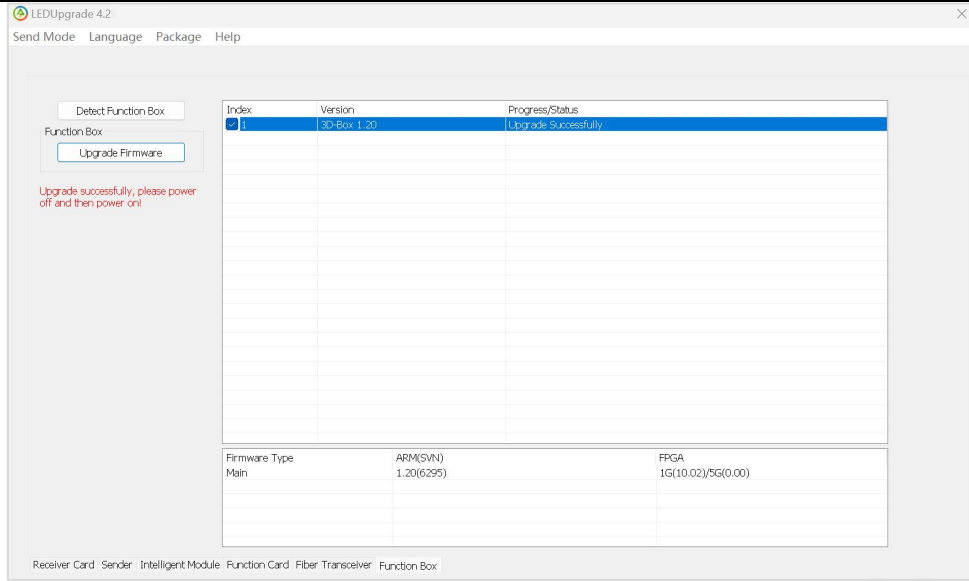 LEDUpgrade 4.2
Send Mode Language Package Help
Detect Function Box
Function Box
Upgrade Firmware
Upgrade successfully, please power
off and then power on!
Index Version Progress/Status
1 3D-Box 1.20 Upgrade Successfully
Firmware Type ARM(SVN) FPGA
Main 1.20(6295) 1G(10.02)/5G(0.00)
Receiver Card Sender Intelligent Module Function Card Fiber Transceiver Function Box